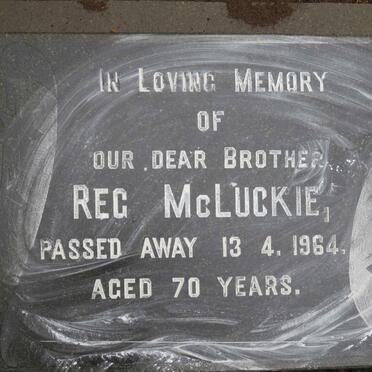 IN LOVING MEMORY
OF
OUR DEAR BROTHER
REG McLUCKIE,
PASSED AWAY 13 4. 1964.
AGED 70 YEARS.